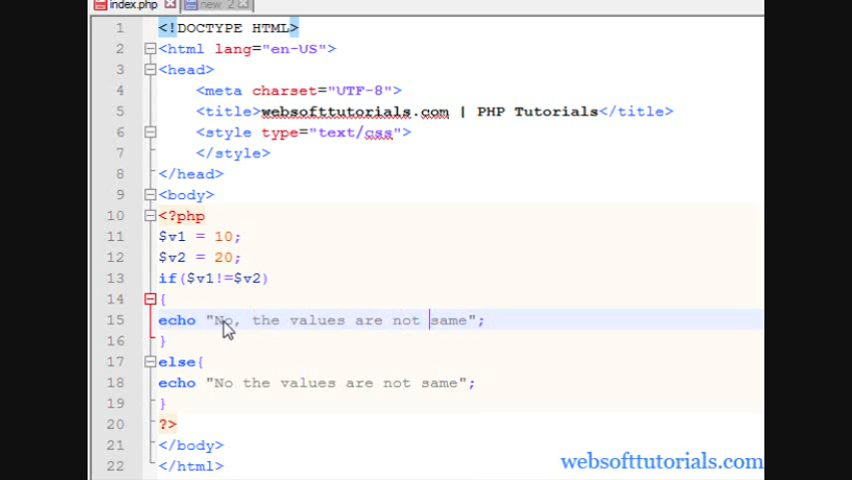 index.php new 2
1 <!DOCTYPE HTML>
2 <html lang="en-US">
3 <head>
4 <meta charset="UTF-8">
5 <title>websofttutorials.com | PHP Tutorials</title>
6 <style type="text/css">
7 </style>
8 </head>
9 <body>
10 <?php
11 $v1 = 10;
12 $v2 = 20;
13 if($v1!=$v2)
14 {
15 echo "No, the values are not same";
16 }
17 else{
18 echo "No the values are not same";
19 }
20 ?>
21 </body>
22 </html>
websofttutorials.com